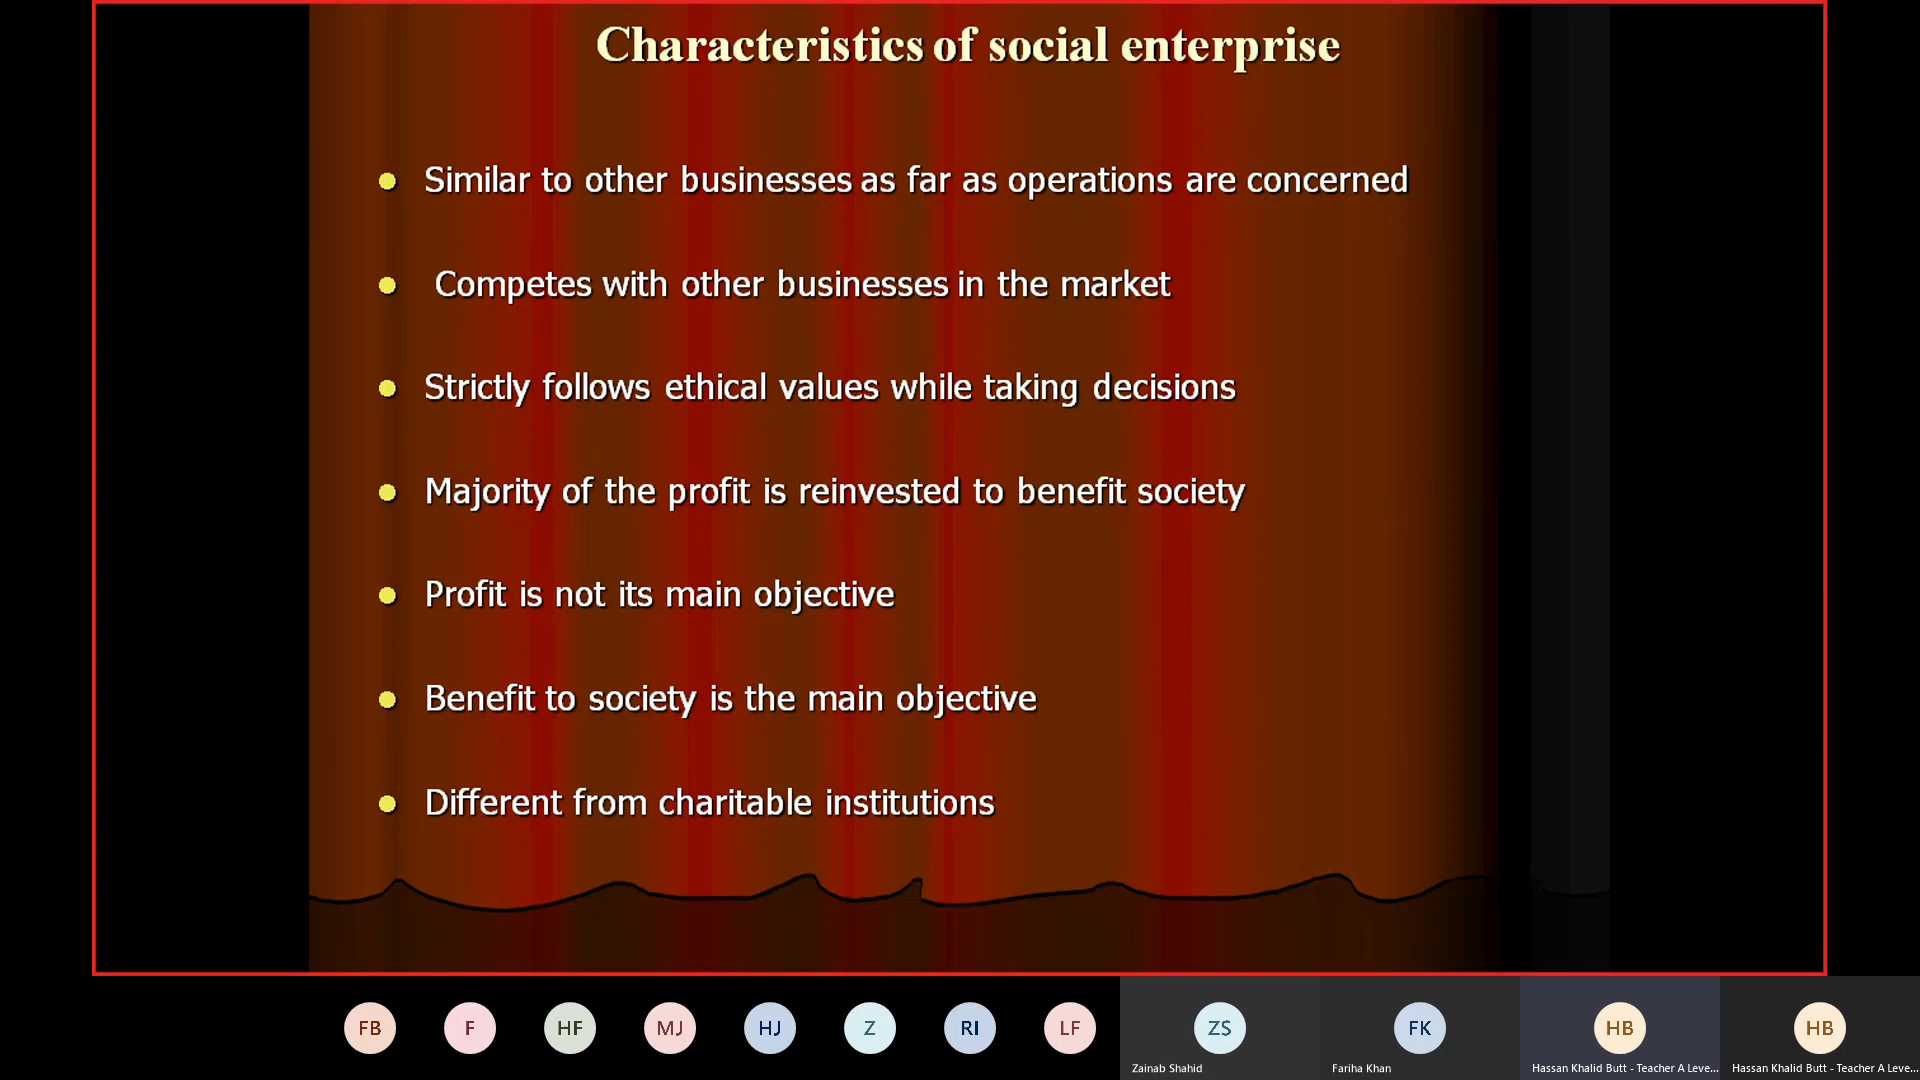 Characteristics of social enterprise
Similar to other businesses as far as operations are concerned
Competes with other businesses in the market
Strictly follows ethical values while taking decisions
Majority of the profit is reinvested to benefit society
Profit is not its main objective
Benefit to society is the main objective
Different from charitable institutions
FB F HF MJ HJ Z RI LF ZS FK HB HB
Zainab Shahid Fariha Khan Hassan Khalid Butt - Teacher A Leve... Hassan Khalid Butt - Teacher A Leve...